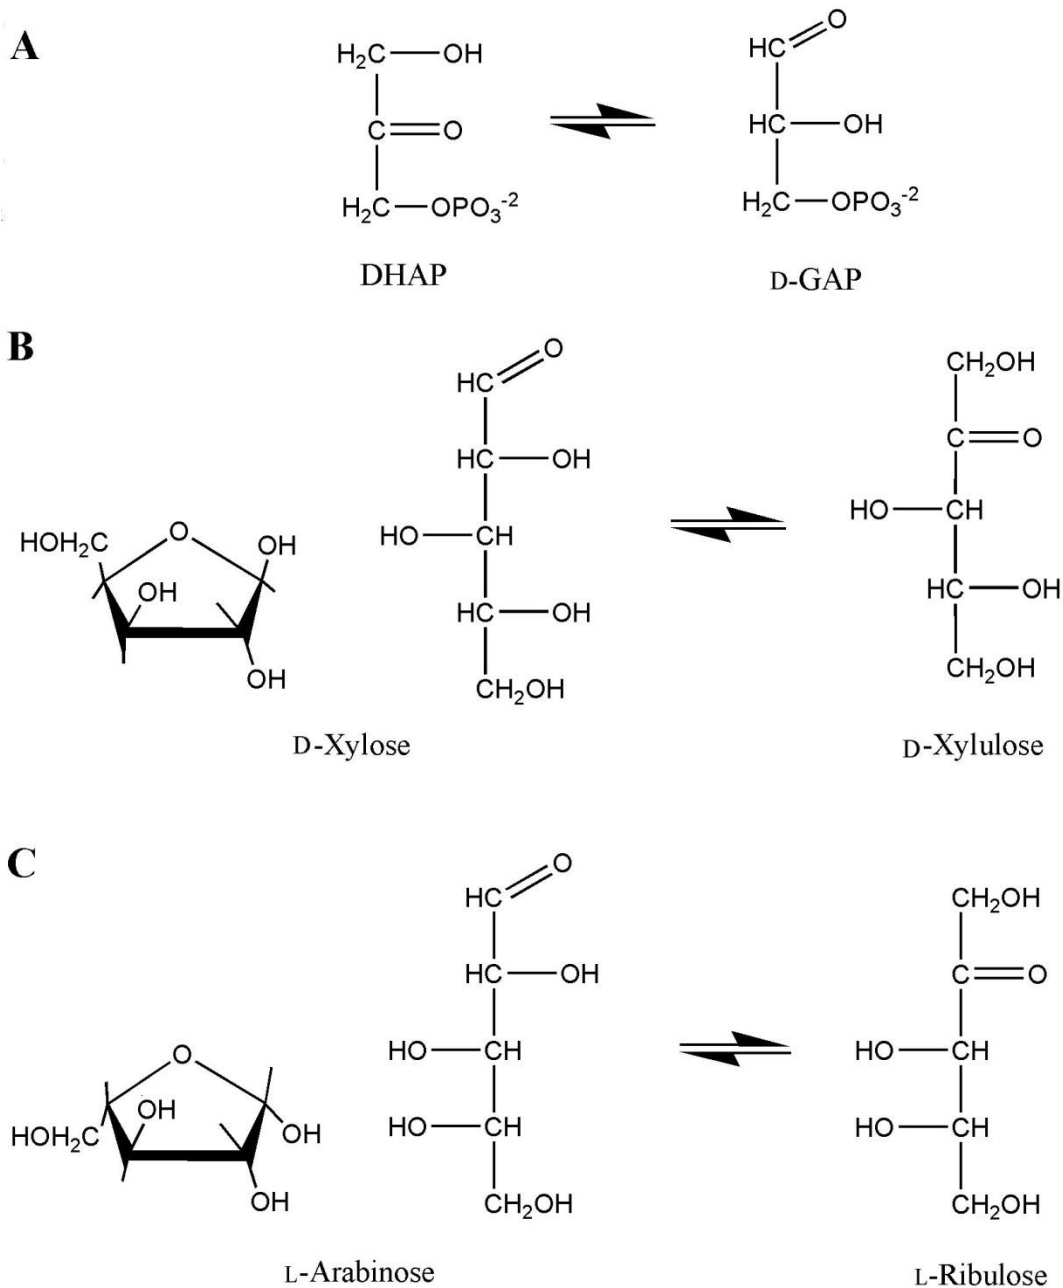 A
H₂C OH
HC O
C O
HC OH
H₂C OPO₃⁻²
H₂C OPO₃⁻²
DHAP
D-GAP
B
HC O
CH₂OH
HC OH
C O
HO CH
HO CH
HOH₂C O OH
OH
OH
HC OH
HC OH
CH₂OH
CH₂OH
D-Xylose
D-Xylulose
C
HC O
CH₂OH
HC OH
C O
HO CH
HO CH
O
HOH₂C OH OH
OH
HO CH
HO CH
CH₂OH
CH₂OH
L-Arabinose
L-Ribulose